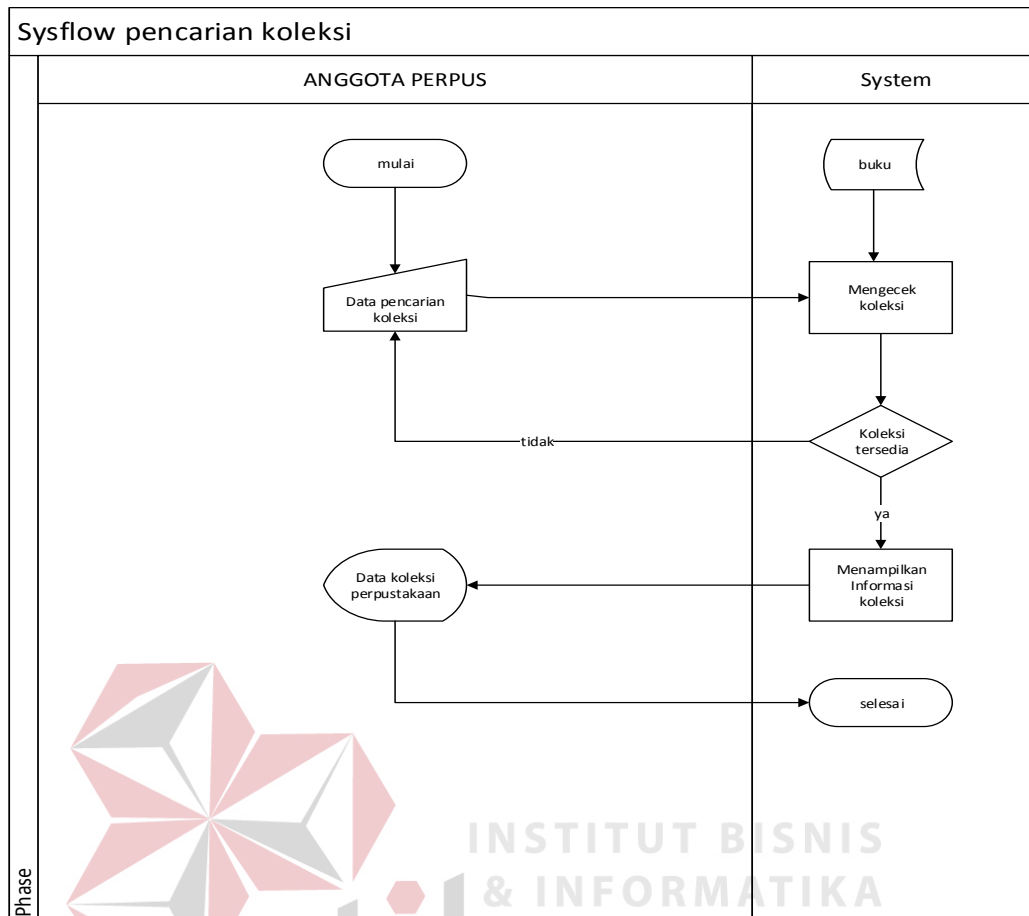 Sysflow pencarian koleksi
ANGGOTA PERPUS
System
mulai
buku
Data pencarian
koleksi
Mengecek
koleksi
Koleksi
tersedia
tidak
ya
Data koleksi
perpustakaan
Menampilkan
Informasi
koleksi
selesai
Phase
INSTITUT BISNIS
& INFORMATIKA